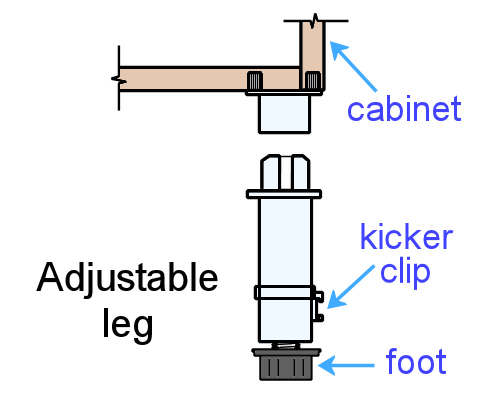 cabinet
kicker
clip
Adjustable
leg
foot